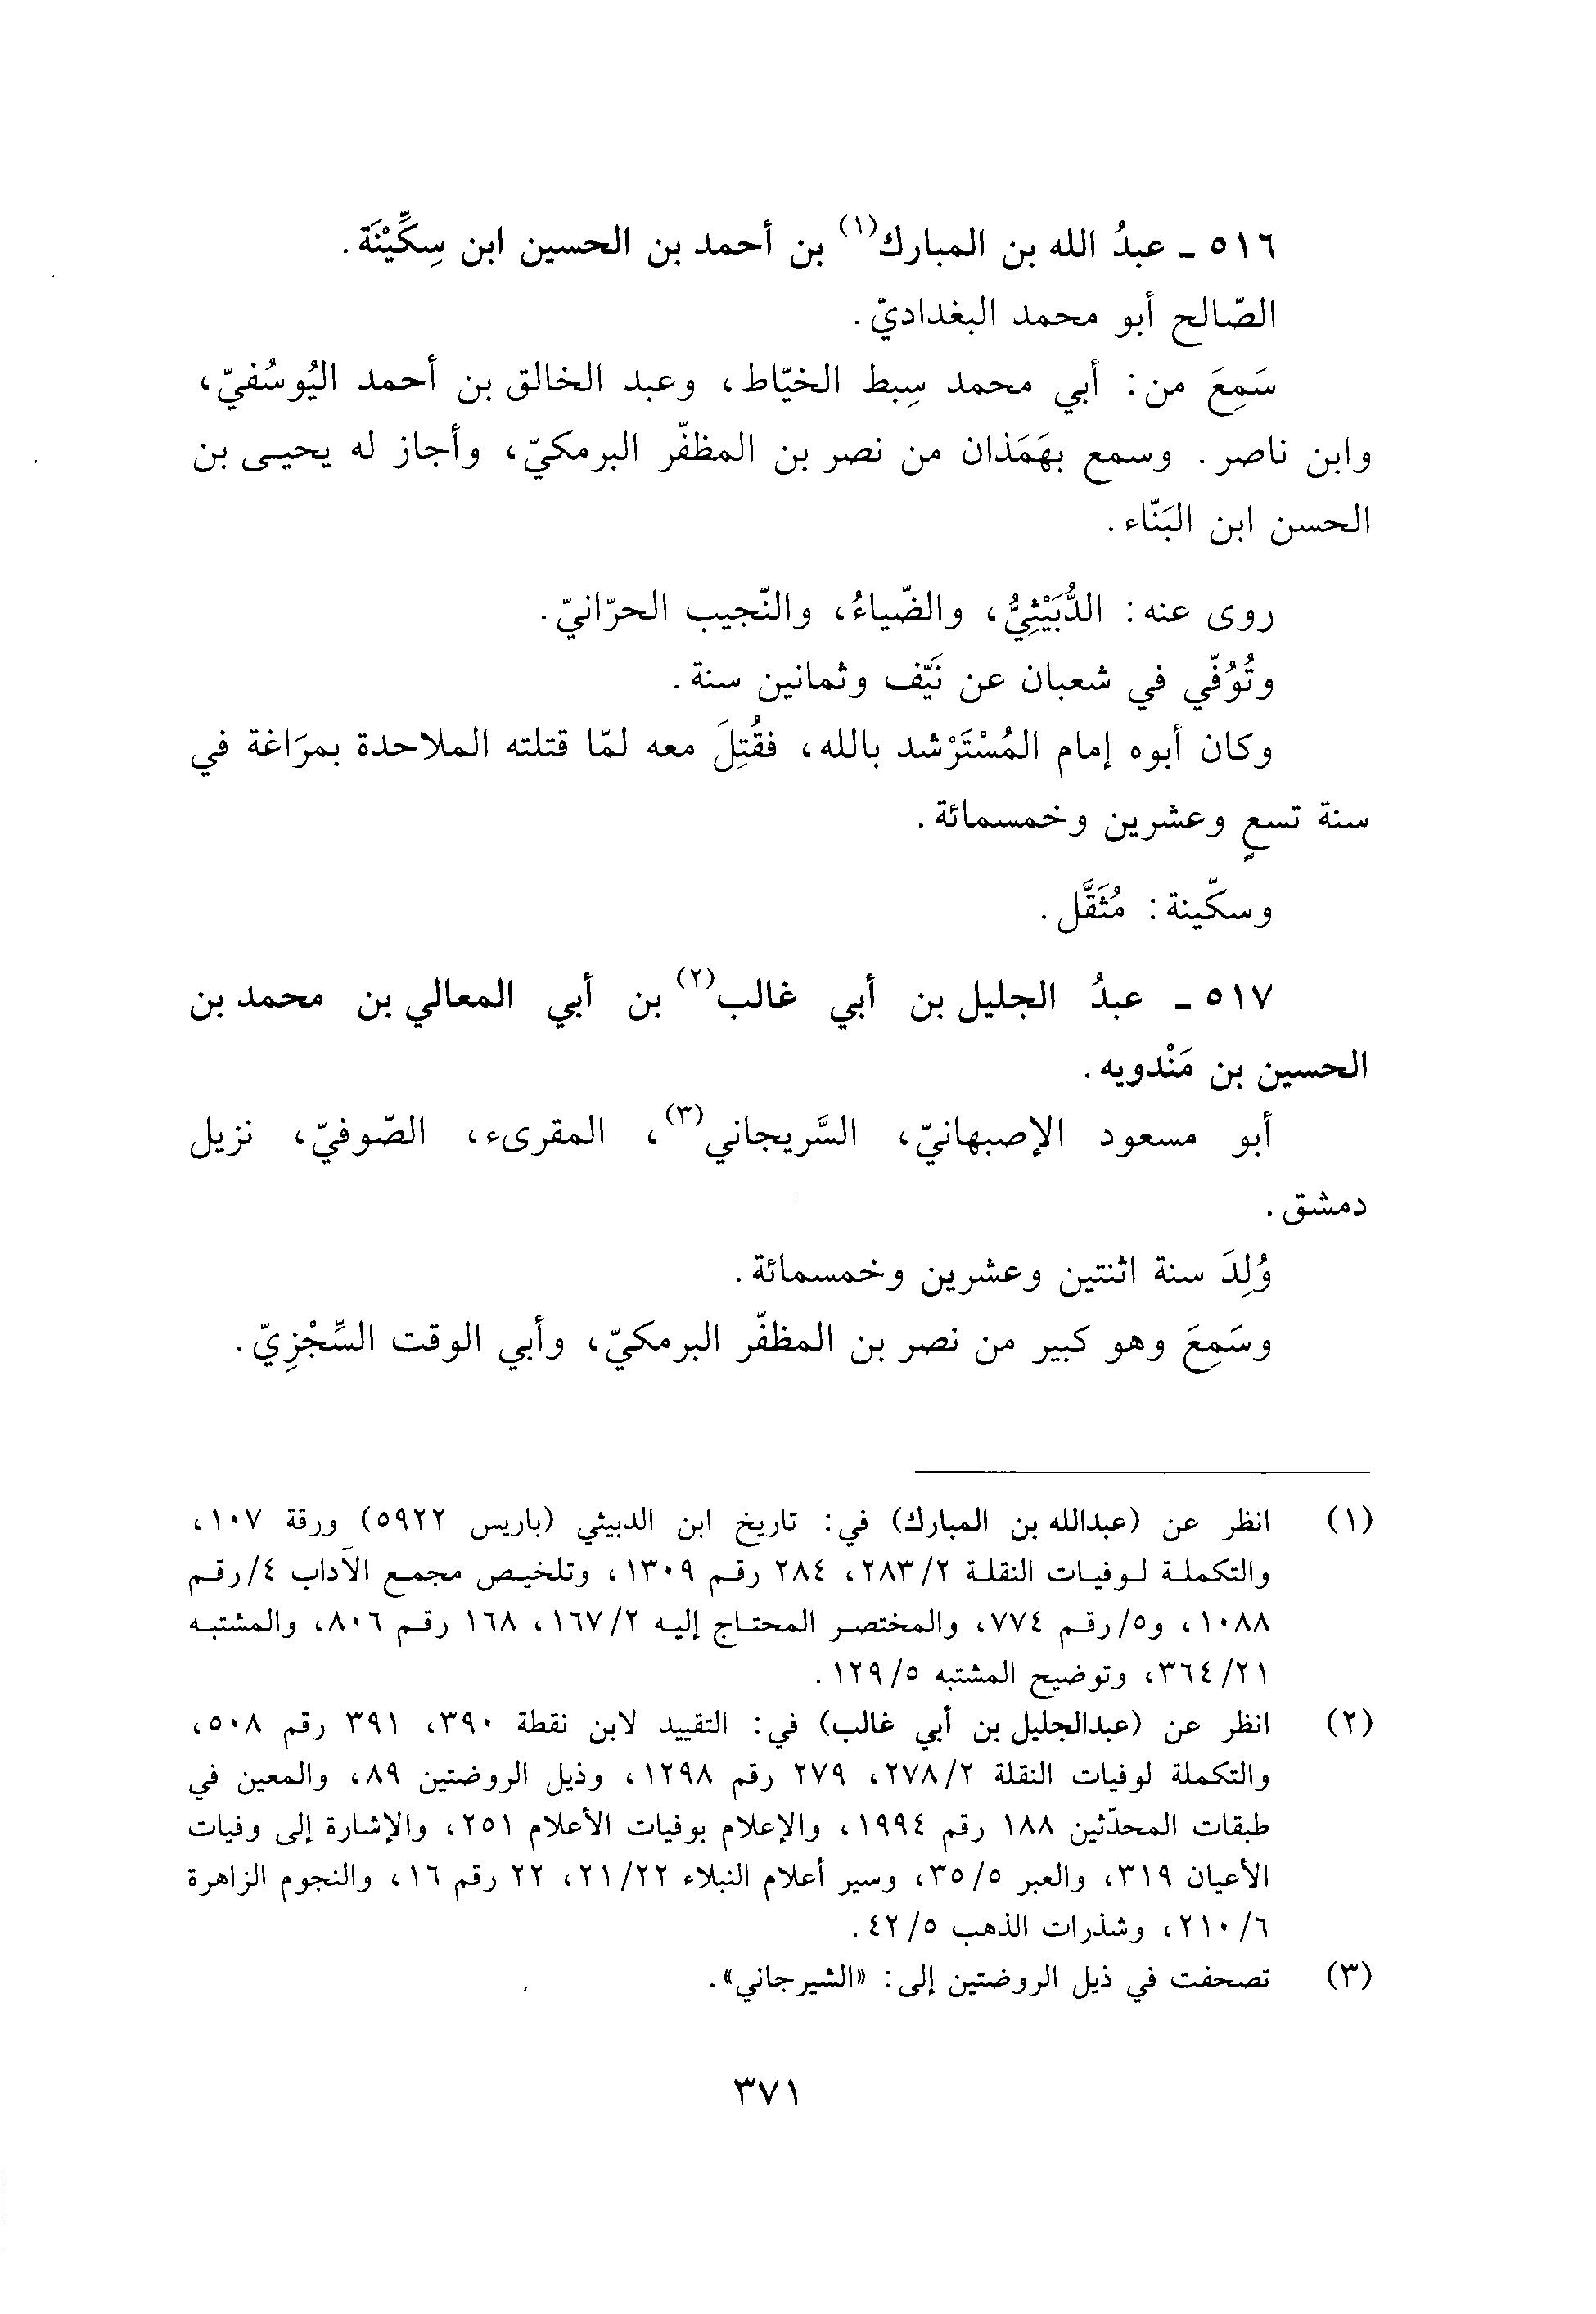 ٥١٦ ـ عبدُ الله بن المبارك(١) بن أحمد بن الحسين ابن سِكِّيْنَة.
الصّالح أبو محمد البغداديّ.
سَمِعَ من: أبي محمد سِبط الخيّاط، وعبد الخالق بن أحمد اليُوسُفيّ،
وابن ناصر. وسمع بهَمَذان من نصر بن المظفّر البرمكيّ، وأجاز له يحيى بن
الحسن ابن البَنّاء.
روى عنه: الدُّبَيْثِيُّ، والضّياءُ، والنّجيب الحرّانيّ.
وتُوُفّي في شعبان عن نَيّف وثمانين سنة.
وكان أبوه إمام المُسْتَرْشد بالله، فقُتِلَ معه لمّا قتلته الملاحدة بمرَاغة في
سنة تسعٍ وعشرين وخمسمائة.
وسكّينة: مُثَقَّل.
٥١٧ ـ عبدُ الجليل بن أبي غالب(٢) بن أبي المعالي بن محمد بن
الحسين بن مَنْدويه.
أبو مسعود الإصبهانيّ، السَّريجاني(٣)، المقرىء، الصّوفيّ، نزيل
دمشق.
وُلِدَ سنة اثنتين وعشرين وخمسمائة.
وسَمِعَ وهو كبير من نصر بن المظفّر البرمكيّ، وأبي الوقت السِّجْزِيّ.
(١) انظر عن (عبدالله بن المبارك) في: تاريخ ابن الدبيثي (باريس ٥٩٢٢) ورقة ١٠٧،
والتكملة لوفيات النقلة ٢/٢٨٣، ٢٨٤ رقم ١٣٠٩، وتلخيص مجمع الآداب ٤/رقم
١٠٨٨، و٥/رقم ٧٧٤، والمختصر المحتاج إليه ٢/١٦٧، ١٦٨ رقم ٨٠٦، والمشتبه
٢١/٣٦٤، وتوضيح المشتبه ٥/١٢٩.
(٢) انظر عن (عبدالجليل بن أبي غالب) في: التقييد لابن نقطة ٣٩٠، ٣٩١ رقم ٥٠٨،
والتكملة لوفيات النقلة ٢/٢٧٨، ٢٧٩ رقم ١٢٩٨، وذيل الروضتين ٨٩، والمعين في
طبقات المحدّثين ١٨٨ رقم ١٩٩٤، والإعلام بوفيات الأعلام ٢٥١، والإشارة إلى وفيات
الأعيان ٣١٩، والعبر ٥/٣٥، وسير أعلام النبلاء ٢١/٢٢، ٢٢ رقم ١٦، والنجوم الزاهرة
٦/٢١٠، وشذرات الذهب ٥/٤٢.
(٣) تصحفت في ذيل الروضتين إلى: «الشيرجاني».
٣٧١